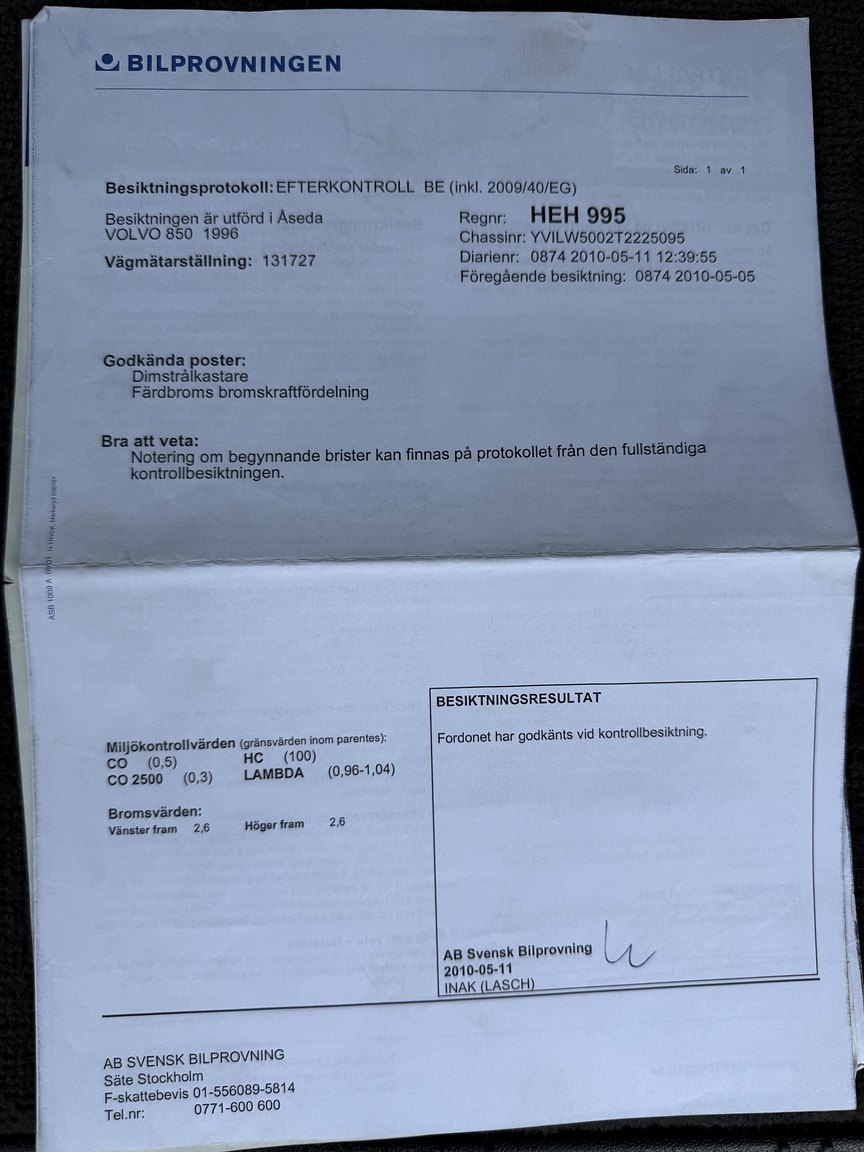 BILPROVNINGEN
Sida: 1 av 1
Besiktningsprotokoll: EFTERKONTROLL BE (inkl. 2009/40/EG)
Besiktningen är utförd i Åseda
VOLVO 850 1996
Vägmätarställning: 131727
Regnr: HEH 995
Chassinr: YVILW5002T2225095
Diarienr: 0874 2010-05-11 12:39:55
Föregående besiktning: 0874 2010-05-05
Godkända poster:
Dimstrålkastare
Färdbroms bromskraftfördelning
Bra att veta:
Notering om begynnande brister kan finnas på protokollet från den fullständiga
kontrollbesiktningen.
Miljökontrollvärden (gränsvärden inom parentes):
CO (0,5) HC (100)
CO 2500 (0,3) LAMBDA (0,96-1,04)
Bromsvärden:
Vänster fram 2,6 Höger fram 2,6
BESIKTNINGSRESULTAT
Fordonet har godkänts vid kontrollbesiktning.
AB Svensk Bilprovning
2010-05-11
INAK (LASCH)
AB SVENSK BILPROVNING
Säte Stockholm
F-skattebevis 01-556089-5814
Tel.nr: 0771-600 600
ASB 1009 A